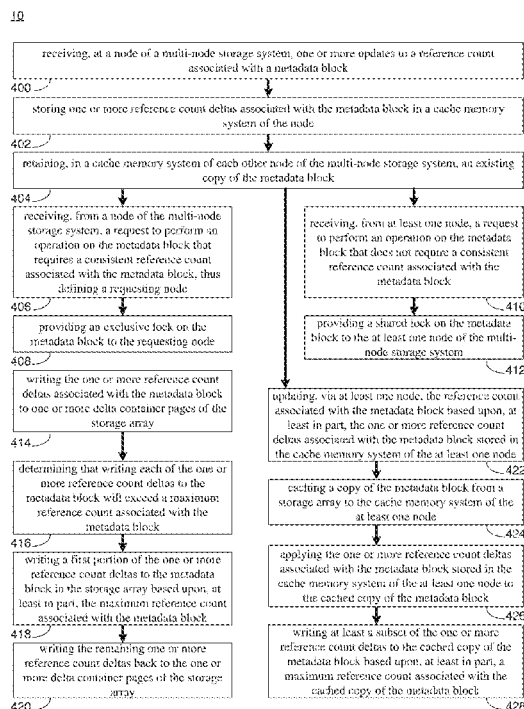 10
receiving, at a node of a multi-node storage system, one or more updates to a reference count
associated with a metadata block
400
storing one or more reference count deltas associated with the metadata block in a cache memory
system of the node
402
retaining, in a cache memory system of each other node of the multi-node storage system, an existing
copy of the metadata block
404
receiving, from a node of the multi-node
storage system, a request to perform an
operation on the metadata block that
requires a consistent reference count
associated with the metadata block, thus
defining a requesting node
406
providing an exclusive lock on the
metadata block to the requesting node
408
writing the one or more reference count
deltas associated with the metadata block
to one or more delta container pages of the
storage array
414
determining that writing each of the one or
more reference count deltas to the
metadata block will exceed a maximum
reference count associated with the
metadata block
416
writing a first portion of the one or more
reference count deltas to the metadata
block in the storage array based upon, at
least in part, the maximum reference count
associated with the metadata block
418
writing the remaining one or more
reference count deltas back to the one or
more delta container pages of the storage
array
420
receiving, from at least one node, a request
to perform an operation on the metadata
block that does not require a consistent
reference count associated with the
metadata block
410
providing a shared lock on the metadata
block to the at least one node of the multi-
node storage system
412
updating, via at least one node, the reference count
associated with the metadata block based upon, at
least in part, the one or more reference count
deltas associated with the metadata block stored in
the cache memory system of the at least one node
422
caching a copy of the metadata block from a
storage array to the cache memory system of the
at least one node
424
applying the one or more reference count deltas
associated with the metadata block stored in the
cache memory system of the at least one node to
the cached copy of the metadata block
426
writing at least a subset of the one or more
reference count deltas to the cached copy of the
metadata block based upon, at least in part, a
maximum reference count associated with the
cached copy of the metadata block
428